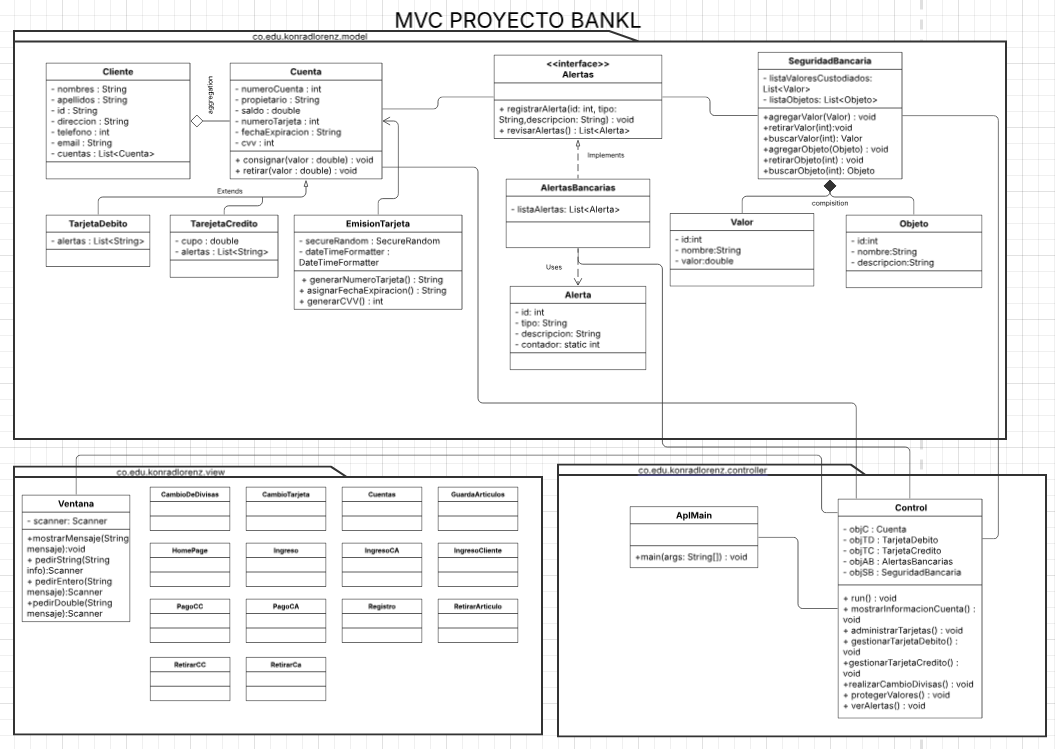 MVC PROYECTO BANKL
co.edu.konradlorenz.model
Cliente
- nombres : String
- apellidos : String
- id : String
- direccion : String
- telefono : int
- email : String
- cuentas : List<Cuenta>
aggregation
Cuenta
- numeroCuenta : int
- propietario : String
- saldo : double
- numeroTarjeta : int
- fechaExpiracion : String
- cvv : int
+ consignar(valor : double) : void
+ retirar(valor : double) : void
<<interface>>
Alertas
+ registrarAlerta(id: int, tipo:
String,descripcion: String) : void
+ revisarAlertas() : List<Alerta>
SeguridadBancaria
- listaValoresCustodiados:
List<Valor>
- listaObjetos: List<Objeto>
+agregarValor(Valor) : void
+retirarValor(int):void
+buscarValor(int): Valor
+agregarObjeto(Objeto) : void
+retirarObjeto(int) : void
+buscarObjeto(int): Objeto
Implements
Extends
AlertasBancarias
- listaAlertas: List<Alerta>
compisition
TarjetaDebito
- alertas : List<String>
TarejetaCredito
- cupo : double
- alertas : List<String>
EmisionTarjeta
- secureRandom : SecureRandom
- dateTimeFormatter :
DateTimeFormatter
+ generarNumeroTarjeta() : String
+ asignarFechaExpiracion() : String
+ generarCVV() : int
Valor
- id:int
- nombre:String
- valor:double
Objeto
- id:int
- nombre:String
- descripcion:String
Uses
Alerta
- id: int
- tipo: String
- descripcion: String
- contador: static int
co.edu.konradlorenz.view
Ventana
- scanner: Scanner
+mostrarMensaje(String
mensaje):void
+ pedirString(String
info):Scanner
+ pedirEntero(String
mensaje):Scanner
+pedirDouble(String
mensaje):Scanner
CambioDeDivisas
CambioTarjeta
Cuentas
GuardaArticulos
HomePage
Ingreso
IngresoCA
IngresoCliente
PagoCC
PagoCA
Registro
RetirarArticulo
RetirarCC
RetirarCa
co.edu.konradlorenz.controller
AplMain
+main(args: String[]) : void
Control
- objC : Cuenta
- objTD : TarjetaDebito
- objTC : TarjetaCredito
- objAB : AlertasBancarias
- objSB : SeguridadBancaria
+ run() : void
+ mostrarInformacionCuenta() :
void
+ administrarTarjetas() : void
+ gestionarTarjetaDebito() :
void
+gestionarTarjetaCredito() :
void
+realizarCambioDivisas() : void
+ protegerValores() : void
+ verAlertas() : void